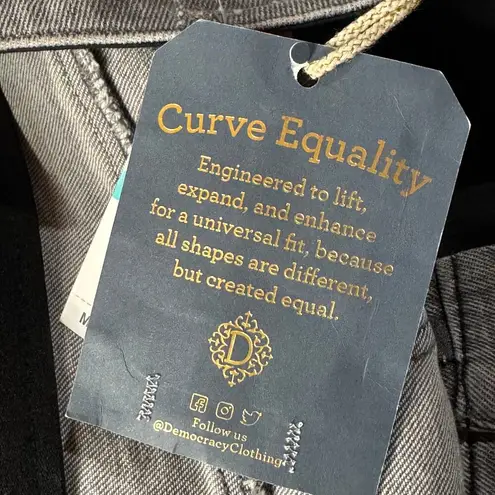 Curve Equality
Engineered to lift,
expand, and enhance
for a universal fit, because
all shapes are different,
but created equal.
D
Follow us
@DemocracyClothing
M